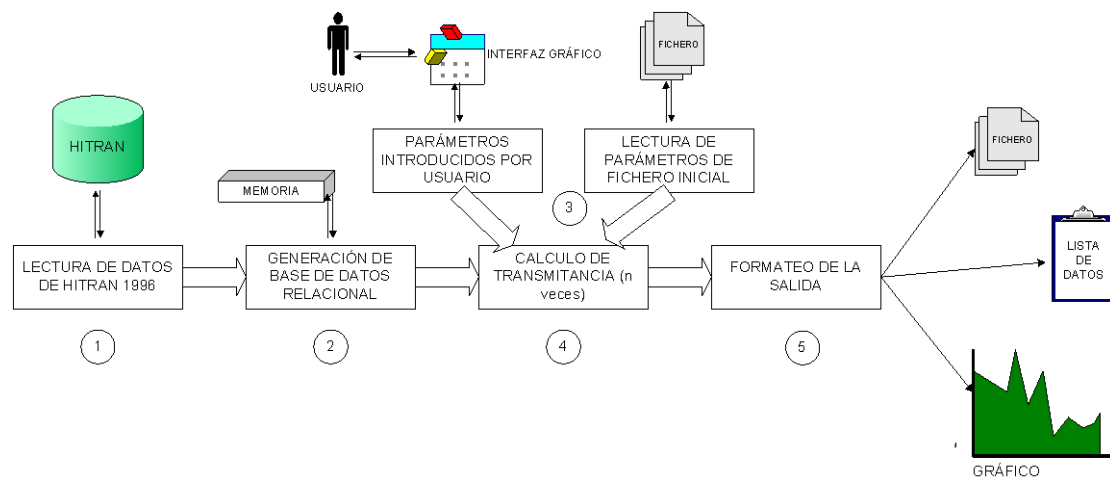 USUARIO
INTERFAZ GRÁFICO
FICHERO
HITRAN
MEMORIA
PARÁMETROS
INTRODUCIDOS POR
USUARIO
LECTURA DE
PARÁMETROS DE
FICHERO INICIAL
3
LECTURA DE DATOS
DE HITRAN 1996
GENERACIÓN DE
BASE DE DATOS
RELACIONAL
CALCULO DE
TRANSMITANCIA (n
veces)
FORMATEO DE LA
SALIDA
1
2
4
5
FICHERO
LISTA
DE
DATOS
GRÁFICO